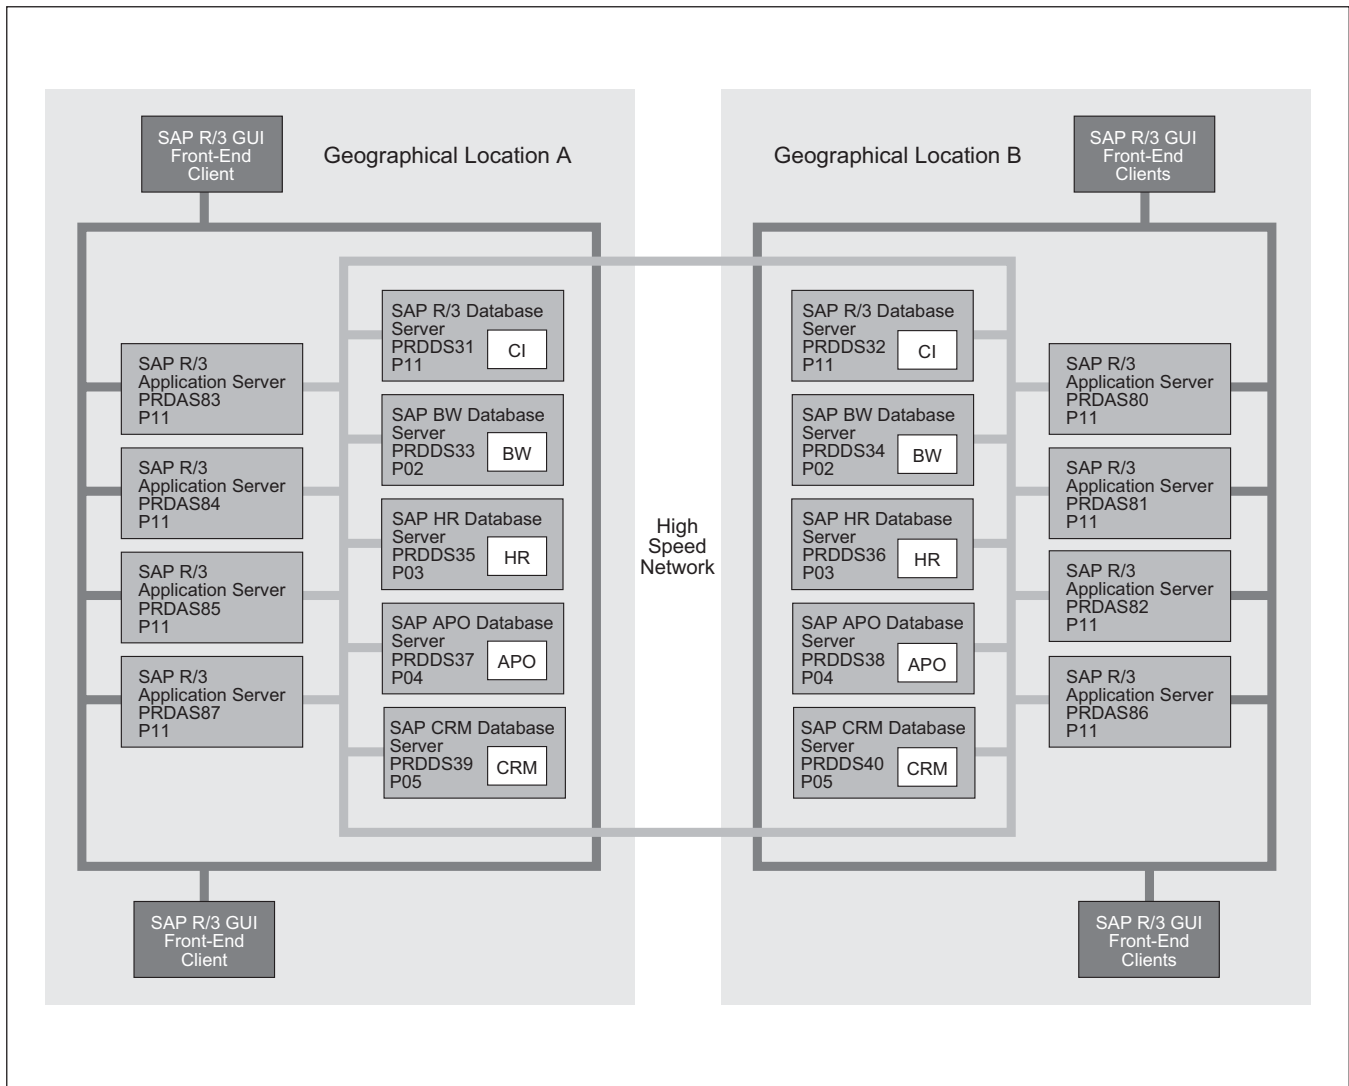 SAP R/3 GUI
Front-End
Client
Geographical Location A
Geographical Location B
SAP R/3 GUI
Front-End
Clients
SAP R/3
Application Server
PRDAS83
P11
SAP R/3
Application Server
PRDAS84
P11
SAP R/3
Application Server
PRDAS85
P11
SAP R/3
Application Server
PRDAS87
P11
SAP R/3 Database
Server
PRDDS31
P11
CI
SAP BW Database
Server
PRDDS33
P02
BW
SAP HR Database
Server
PRDDS35
P03
HR
SAP APO Database
Server
PRDDS37
P04
APO
SAP CRM Database
Server
PRDDS39
P05
CRM
High
Speed
Network
SAP R/3 Database
Server
PRDDS32
P11
CI
SAP BW Database
Server
PRDDS34
P02
BW
SAP HR Database
Server
PRDDS36
P03
HR
SAP APO Database
Server
PRDDS38
P04
APO
SAP CRM Database
Server
PRDDS40
P05
CRM
SAP R/3
Application Server
PRDAS80
P11
SAP R/3
Application Server
PRDAS81
P11
SAP R/3
Application Server
PRDAS82
P11
SAP R/3
Application Server
PRDAS86
P11
SAP R/3 GUI
Front-End
Client
SAP R/3 GUI
Front-End
Clients